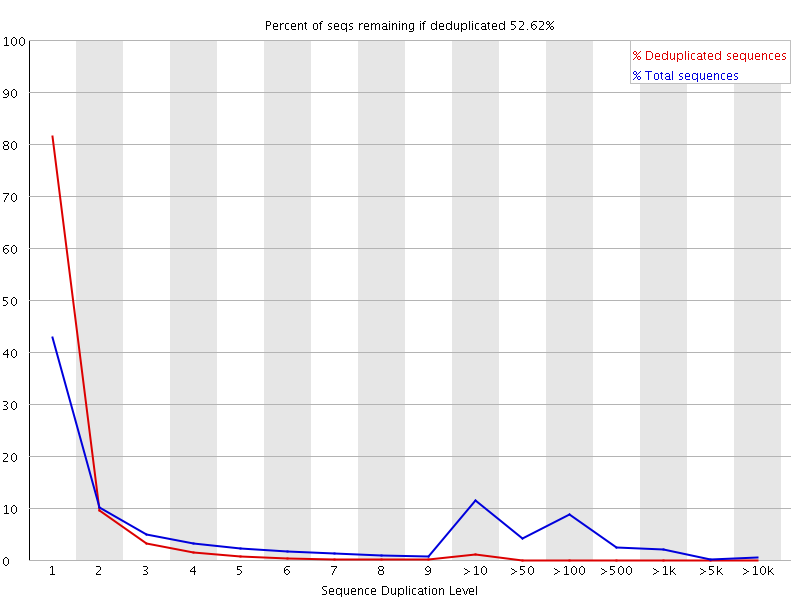 Percent of seqs remaining if deduplicated 52.62%
% Deduplicated sequences
% Total sequences
100
90
80
70
60
50
40
30
20
10
0
1 2 3 4 5 6 7 8 9 >10 >50 >100 >500 >1k >5k >10k
Sequence Duplication Level